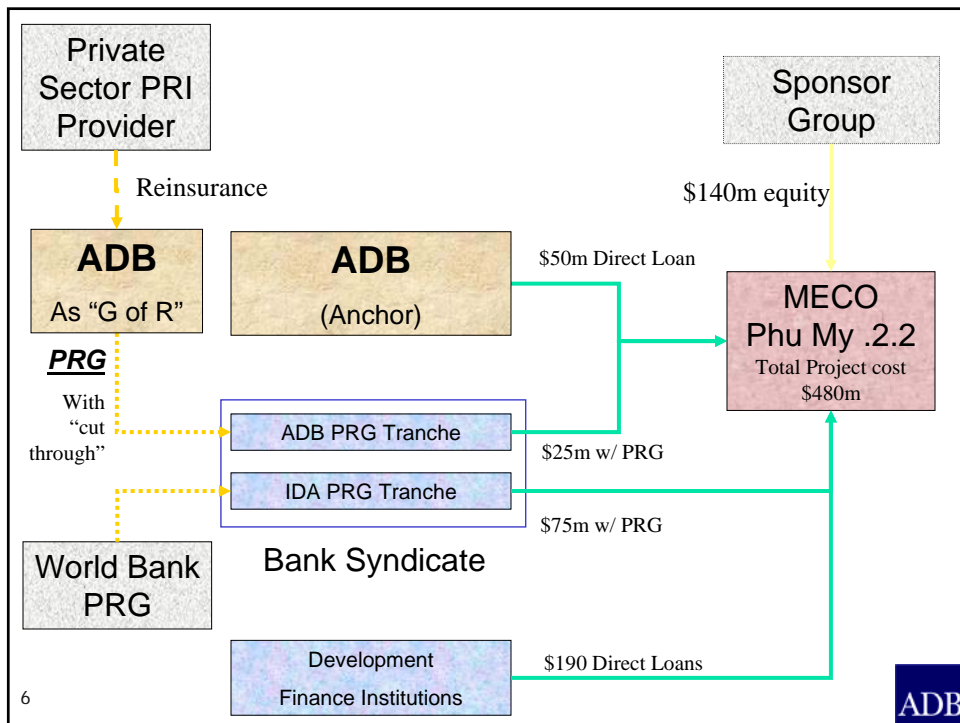 Private
Sector PRI
Provider
Sponsor
Group
Reinsurance
$140m equity
ADB
As “G of R”
ADB
(Anchor)
$50m Direct Loan
MECO
Phu My .2.2
Total Project cost
$480m
PRG
With
“cut
through”
ADB PRG Tranche
$25m w/ PRG
IDA PRG Tranche
$75m w/ PRG
Bank Syndicate
World Bank
PRG
Development
Finance Institutions
$190 Direct Loans
6
ADB